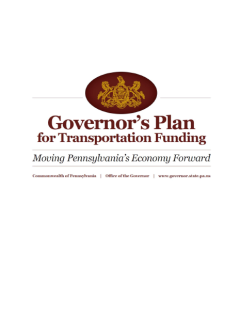 Governor's Plan
for Transportation Funding
Moving Pennsylvania's Economy Forward
Commonwealth of Pennsylvania | Office of the Governor | www.governor.state.pa.us